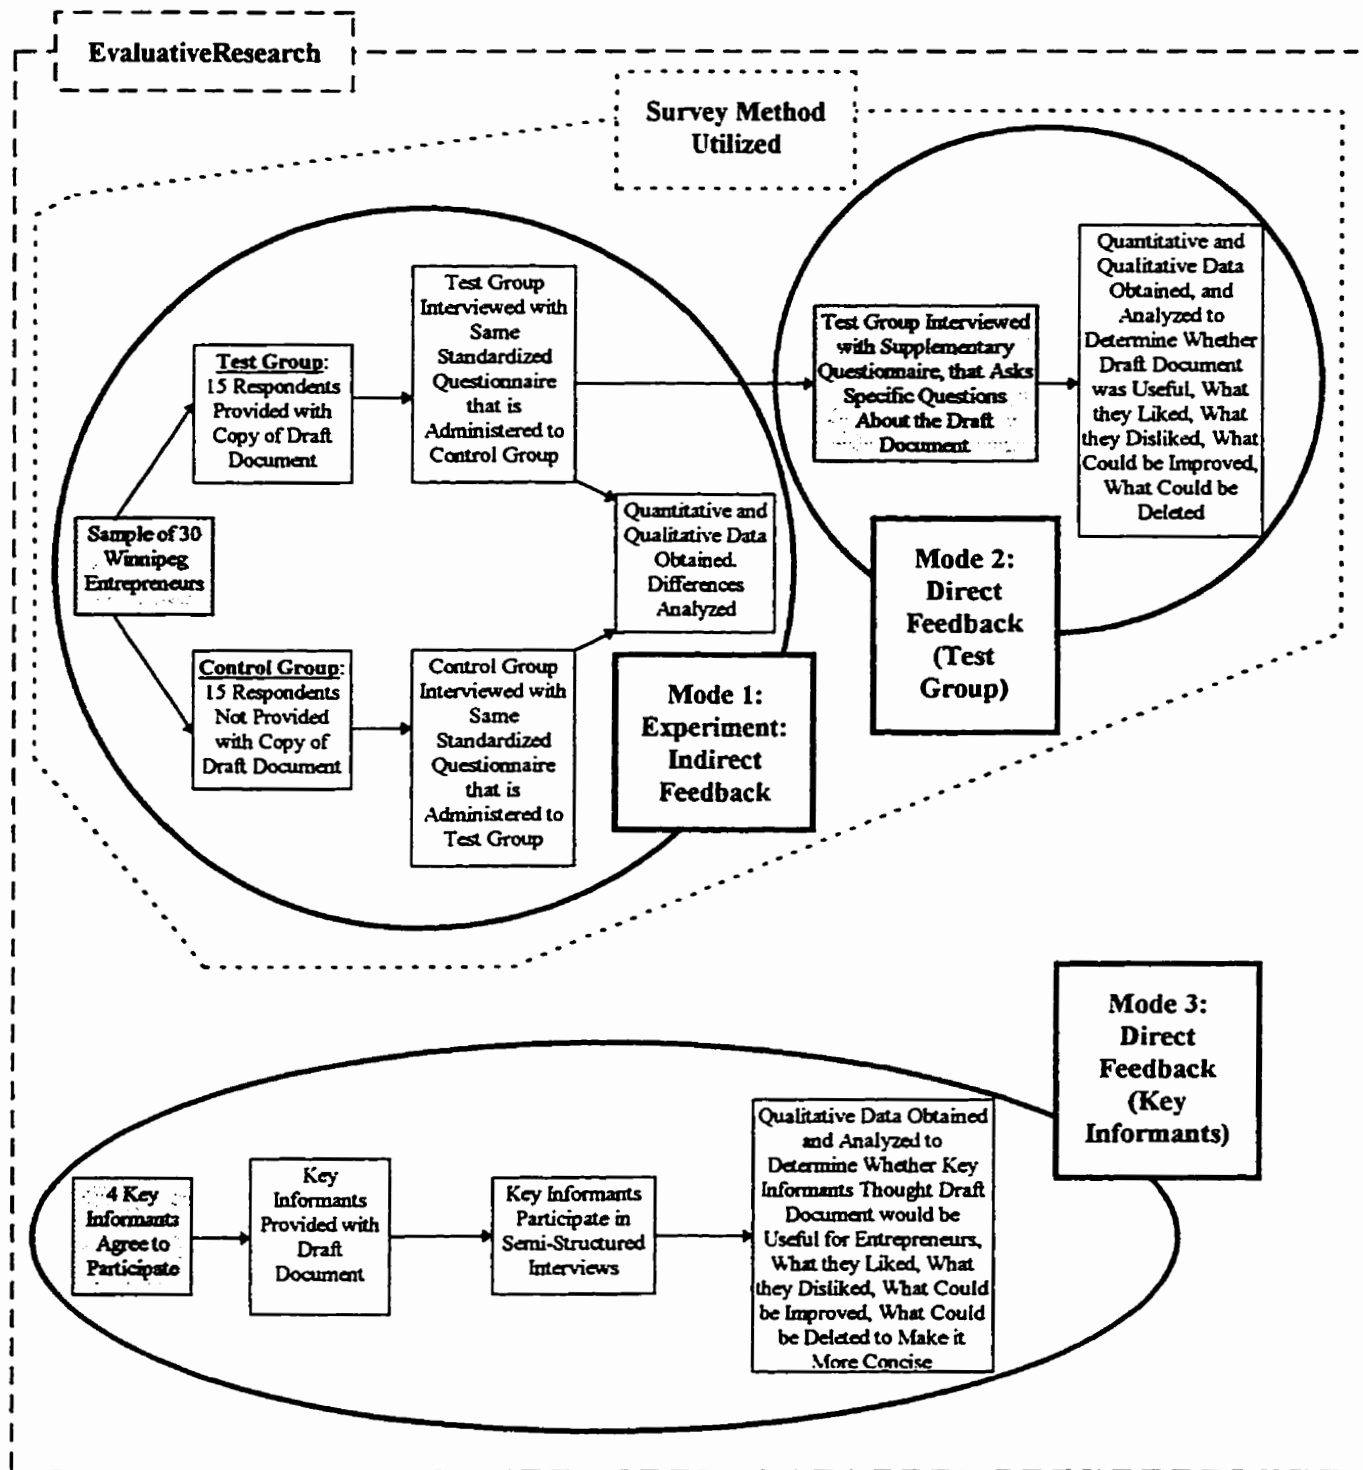 EvaluativeResearch
Survey Method
Utilized
Test Group
Interviewed with
Same
Standardized
Questionnaire
that is
Administered to
Control Group
Test Group:
15 Respondents
Provided with
Copy of Draft
Document
Sample of 30
Winnipeg
Entrepreneurs
Control Group:
15 Respondents
Not Provided
with Copy of
Draft Document
Control Group
Interviewed with
Same
Standardized
Questionnaire
that is
Administered to
Test Group
Quantitative and
Qualitative Data
Obtained.
Differences
Analyzed
Mode 1:
Experiment:
Indirect
Feedback
Test Group Interviewed
with Supplementary
Questionnaire, that Asks
Specific Questions
About the Draft
Document
Quantitative and
Qualitative Data
Obtained, and
Analyzed to
Determine Whether
Draft Document
was Useful, What
they Liked, What
they Disliked, What
Could be Improved,
What Could be
Deleted
Mode 2:
Direct
Feedback
(Test
Group)
Mode 3:
Direct
Feedback
(Key
Informants)
4 Key
Informants
Agree to
Participate
Key
Informants
Provided with
Draft
Document
Key Informants
Participate in
Semi-Structured
Interviews
Qualitative Data Obtained
and Analyzed to
Determine Whether Key
Informants Thought Draft
Document would be
Useful for Entrepreneurs,
What they Liked, What
they Disliked, What Could
be Improved, What Could
be Deleted to Make it
More Concise